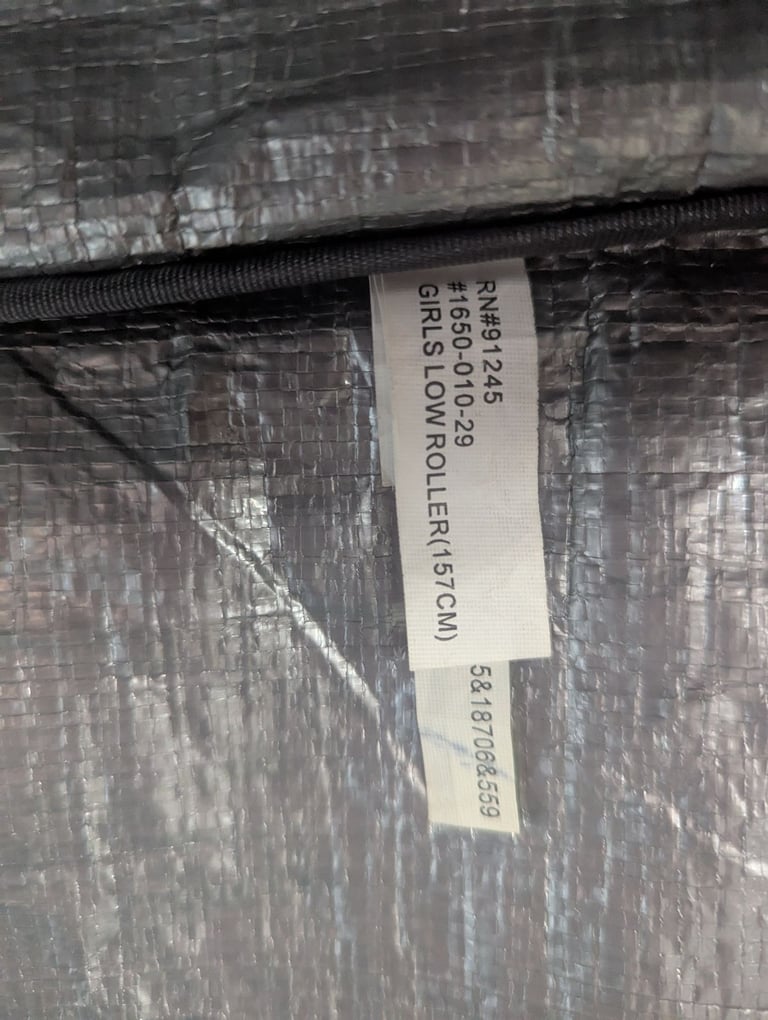 RN#91245
#1650-010-29
GIRLS LOW ROLLER(157CM)
5&18706&559